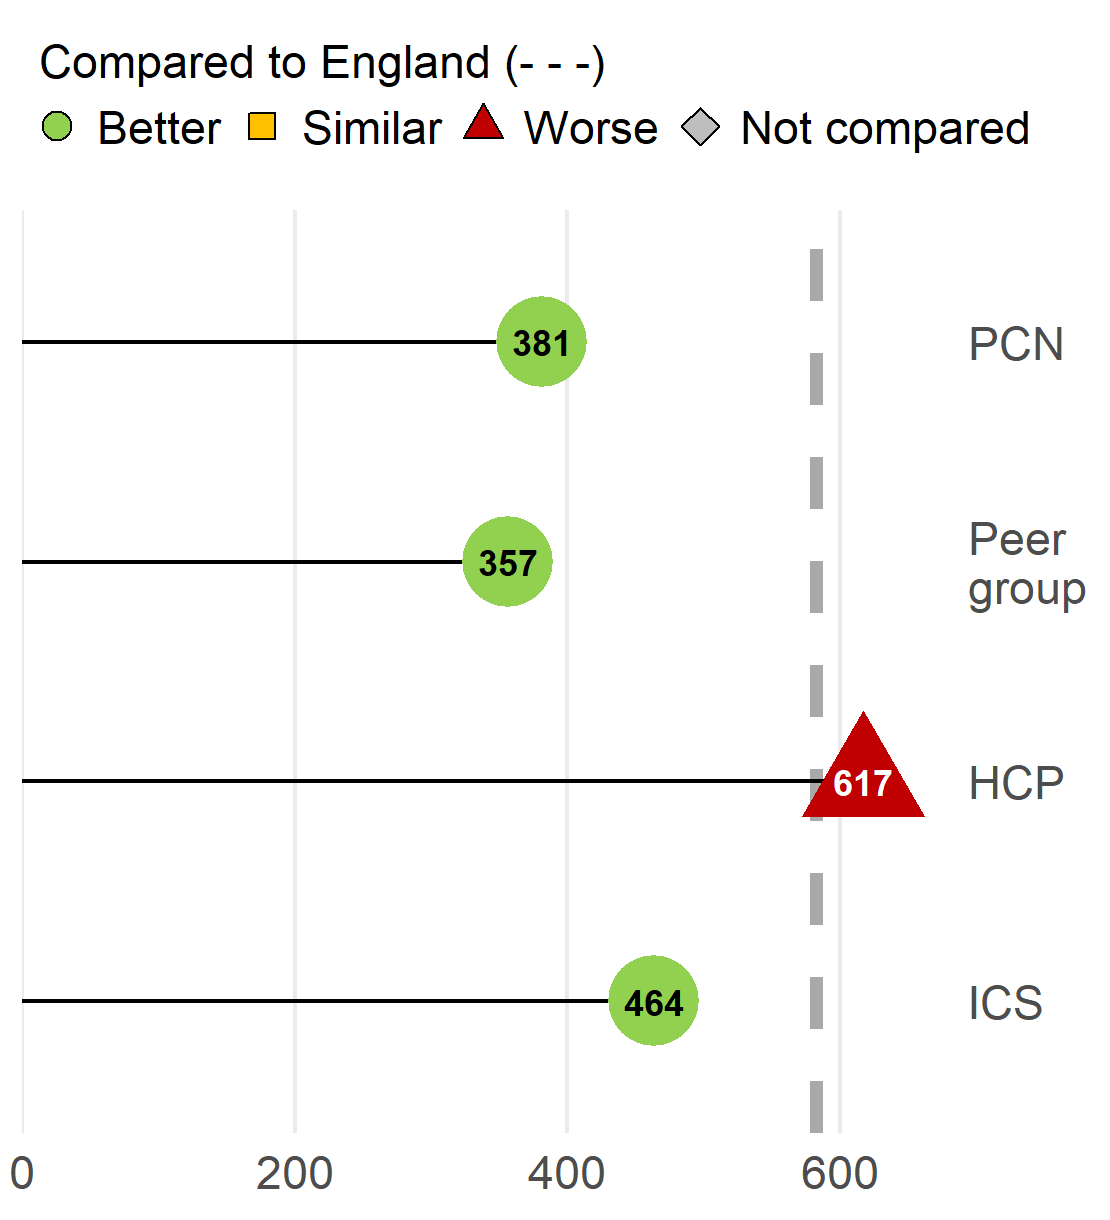 Compared to England (- - -)
Better Similar Worse Not compared
381 PCN
357 Peer
group
617 HCP
464 ICS
0 200 400 600